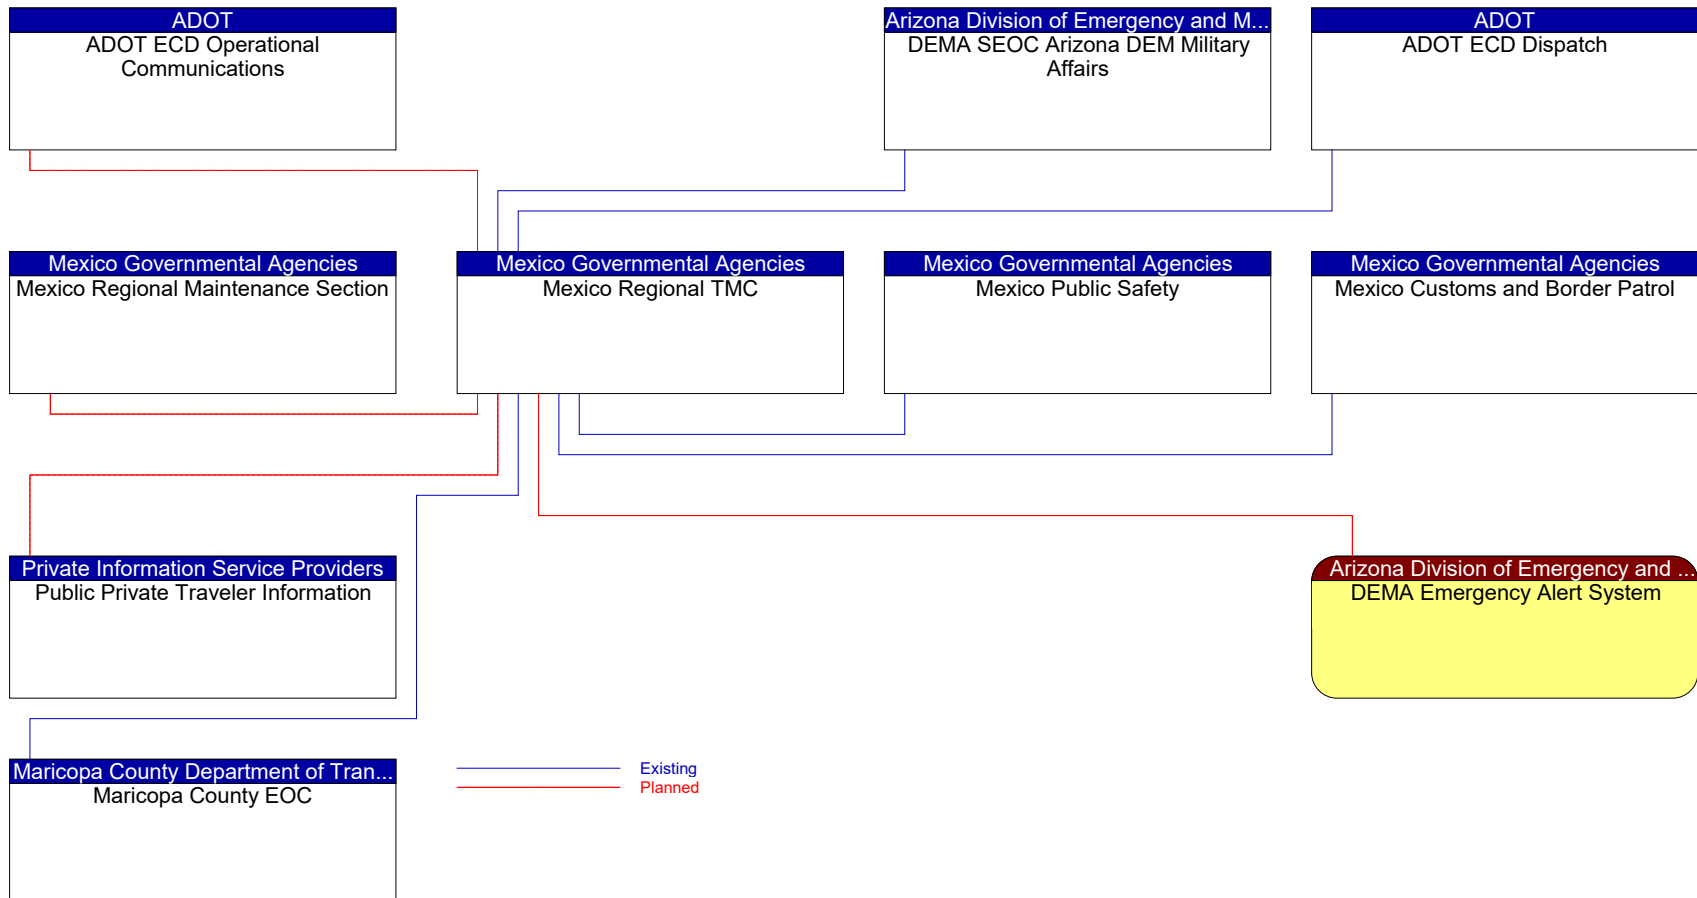 ADOT
ADOT ECD Operational
Communications
Arizona Division of Emergency and M...
DEMA SEOC Arizona DEM Military
Affairs
ADOT
ADOT ECD Dispatch
Mexico Governmental Agencies
Mexico Regional Maintenance Section
Mexico Governmental Agencies
Mexico Regional TMC
Mexico Governmental Agencies
Mexico Public Safety
Mexico Governmental Agencies
Mexico Customs and Border Patrol
Private Information Service Providers
Public Private Traveler Information
Arizona Division of Emergency and ...
DEMA Emergency Alert System
Maricopa County Department of Tran...
Maricopa County EOC
Existing
Planned